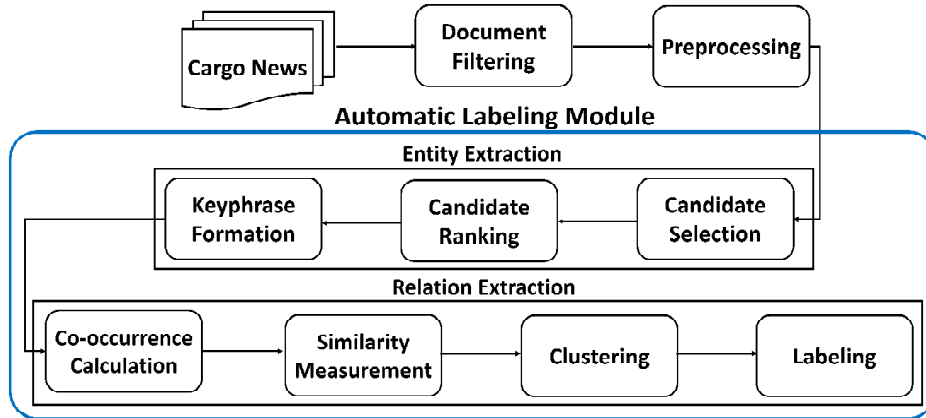 Cargo News
Document
Filtering
Preprocessing
Automatic Labeling Module
Entity Extraction
Keyphrase
Formation
Candidate
Ranking
Candidate
Selection
Relation Extraction
Co-occurrence
Calculation
Similarity
Measurement
Clustering
Labeling